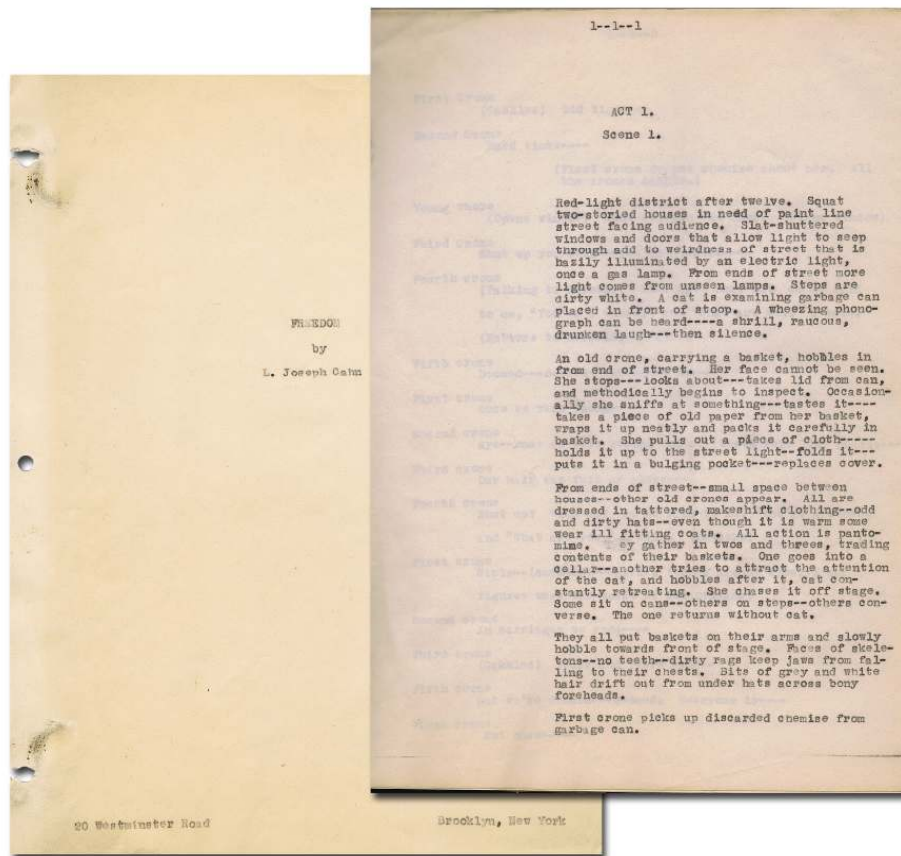 FREEDOM
by
L. Joseph Cahn
20 Westminster Road
Brooklyn, New York
1--1--1
ACT 1.
Scene 1.
Red-light district after twelve. Squat
two-storied houses in need of paint line
street facing audience. Slat-shuttered
windows and doors that allow light to seep
through add to weirdness of street that is
hazily illuminated by an electric light,
once a gas lamp. From ends of street more
light comes from unseen lamps. Steps are
dirty white. A cat is examining garbage can
placed in front of stoop. A wheezing phono-
graph can be heard----a shrill, raucous,
drunken laugh---then silence.
An old crone, carrying a basket, hobbles in
from end of street. Her face cannot be seen.
She stops---looks about---takes lid from can,
and methodically begins to inspect. Occasion-
ally she sniffs at something---tastes it----
takes a piece of old paper from her basket,
wraps it up neatly and packs it carefully in
basket. She pulls out a piece of cloth-----
holds it up to the street light--folds it---
puts it in a bulging pocket---replaces cover.
From ends of street--small space between
houses--other old crones appear. All are
dressed in tattered, makeshift clothing--odd
and dirty hats--even though it is warm some
wear ill fitting coats. All action is panto-
mine. They gather in twos and threes, trading
contents of their baskets. One goes into a
cellar--another tries to attract the attention
of the cat, and hobbles after it, cat con-
stantly retreating. She chases it off stage.
Some sit on cans--others on steps--others con-
verse. The one returns without cat.
They all put baskets on their arms and slowly
hobble towards front of stage. Faces of skele-
tons--no teeth--dirty rags keep jaws from fal-
ling to their chests. Bits of grey and white
hair drift out from under hats across bony
foreheads.
First crone picks up discarded chemise from
garbage can.